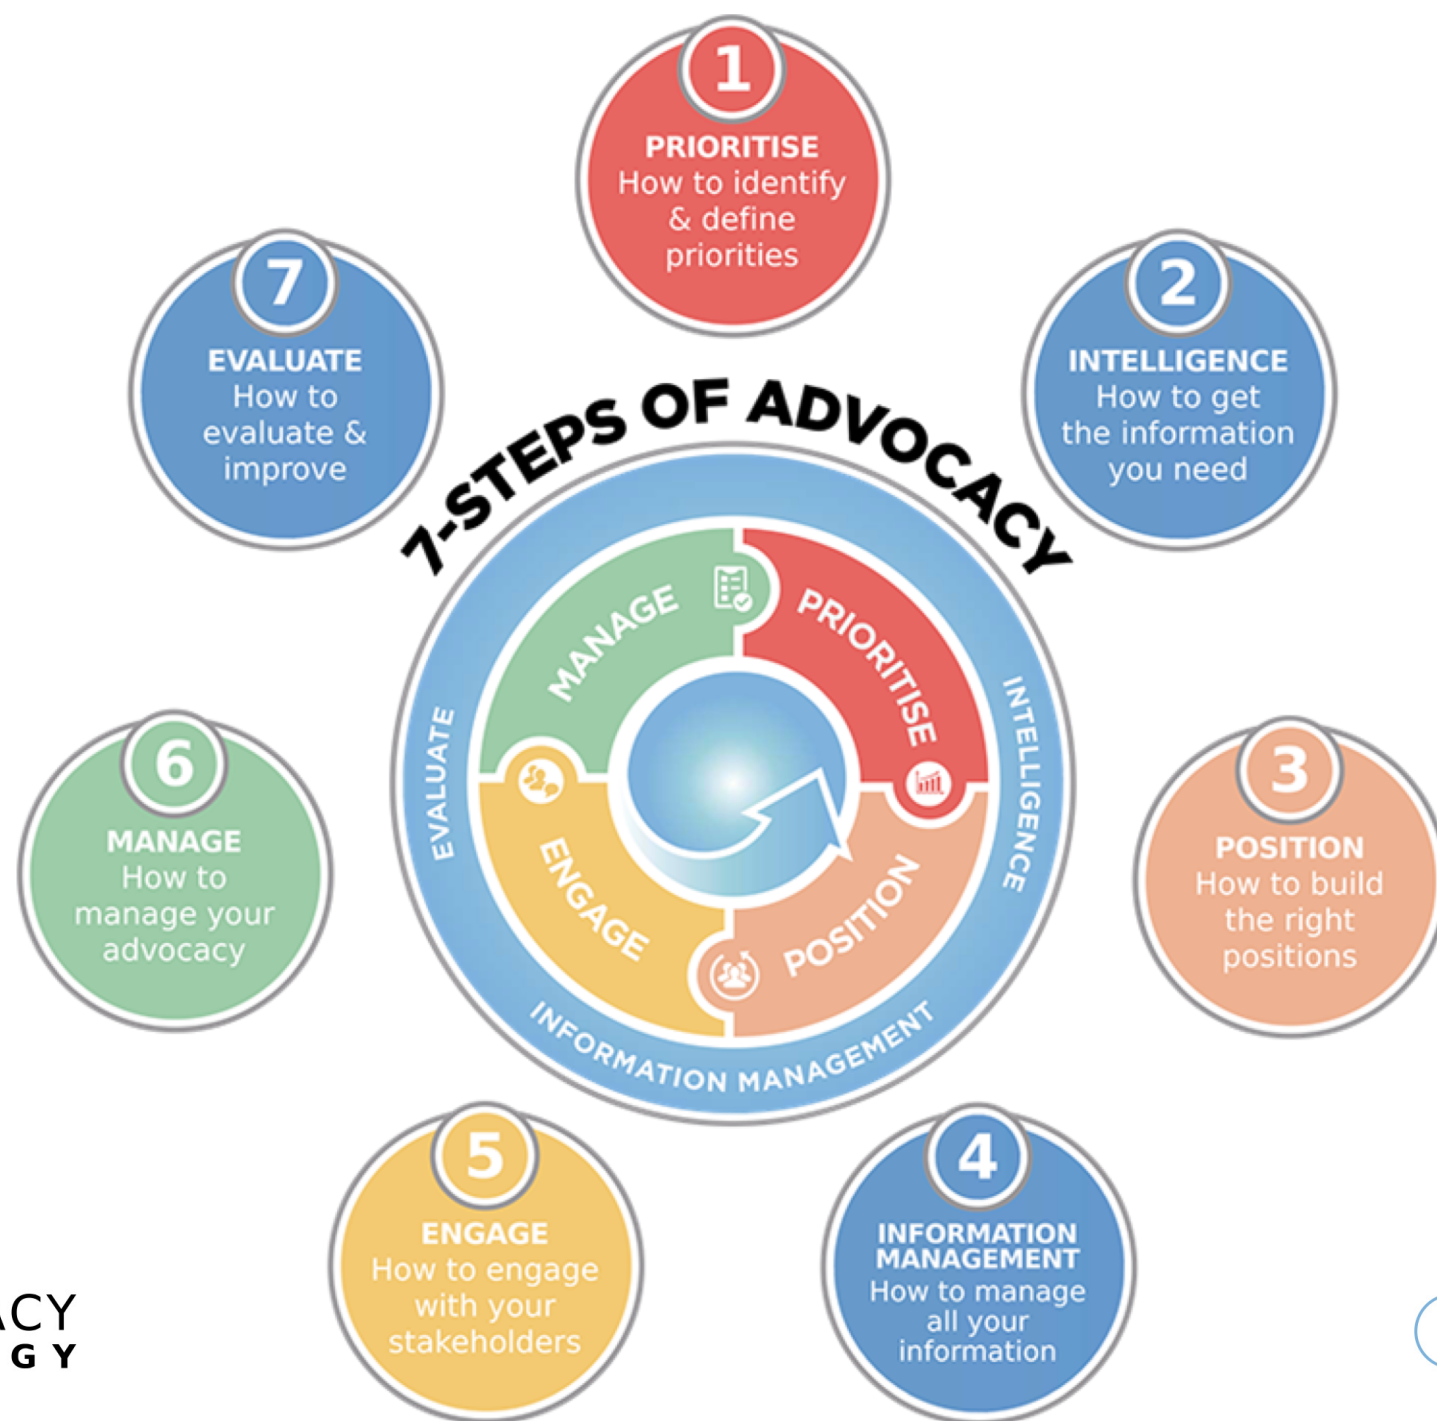 1
PRIORITISE
How to identify
& define
priorities
2
INTELLIGENCE
How to get
the information
you need
3
POSITION
How to build
the right
positions
4
INFORMATION
MANAGEMENT
How to manage
all your
information
5
ENGAGE
How to engage
with your
stakeholders
6
MANAGE
How to
manage your
advocacy
7
EVALUATE
How to
evaluate &
improve
7-STEPS OF ADVOCACY
MANAGE
PRIORITISE
POSITION
ENGAGE
EVALUATE
INTELLIGENCE
INFORMATION MANAGEMENT
ACY
GY